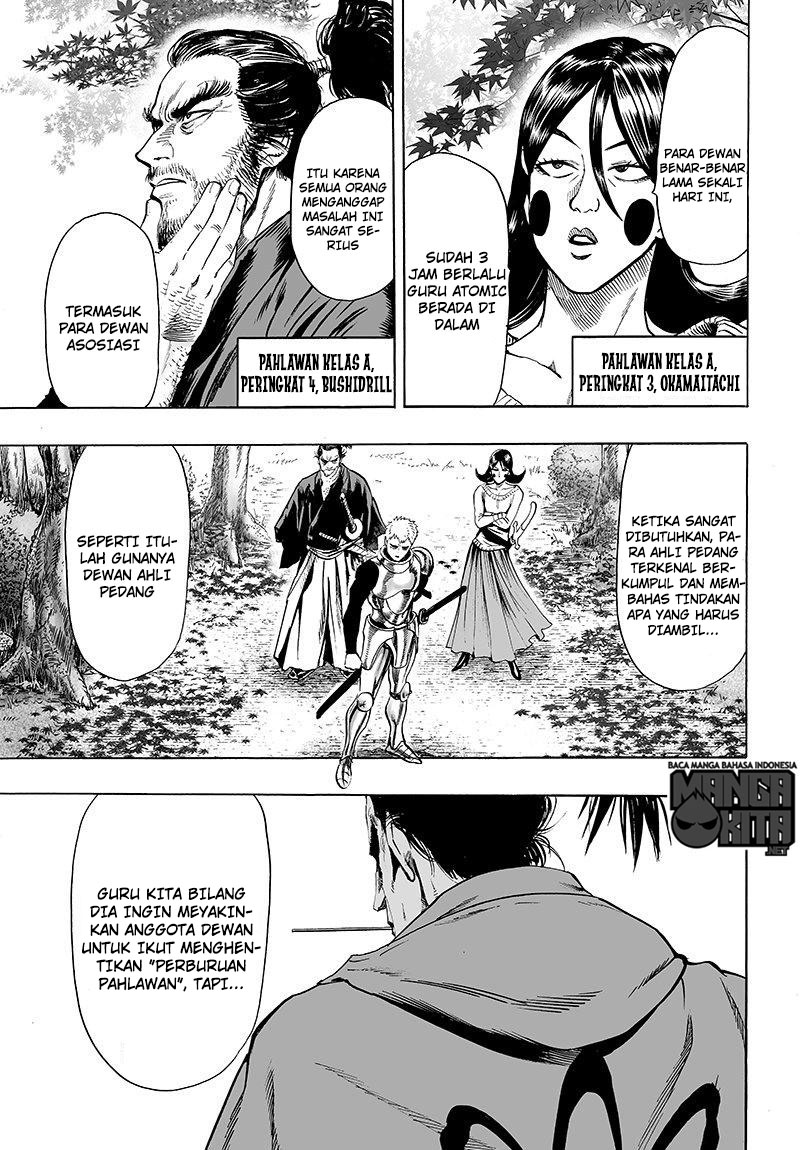 PARA DEWAN
BENAR-BENAR
LAMA SEKALI
HARI INI,
SUDAH 3
JAM BERLALU
GURU ATOMIC
BERADA DI
DALAM
PAHLAWAN KELAS A,
PERINGKAT 3, OKAMAITACHI
ITU KARENA
SEMUA ORANG
MENGANGGAP
MASALAH INI
SANGAT SE-
RIUS
TERMASUK
PARA DEWAN
ASOSIASI
PAHLAWAN KELAS A,
PERINGKAT 4, BUSHIDRILL
KETIKA SANGAT
DIBUTUHKAN, PA-
RA AHLI PEDANG
TERKENAL BER-
KUMPUL DAN MEM-
BAHAS TINDAKAN
APA YANG HARUS
DIAMBIL...
SEPERTI ITU-
LAH GUNANYA
DEWAN AHLI
PEDANG
BACA MANGA BAHASA INDONESIA
MANGA
KITA
.NET
GURU KITA BILANG
DIA INGIN MEYAKIN-
KAN ANGGOTA DEWAN
UNTUK IKUT MENGHEN-
TIKAN "PERBURUAN
PAHLAWAN", TAPI...